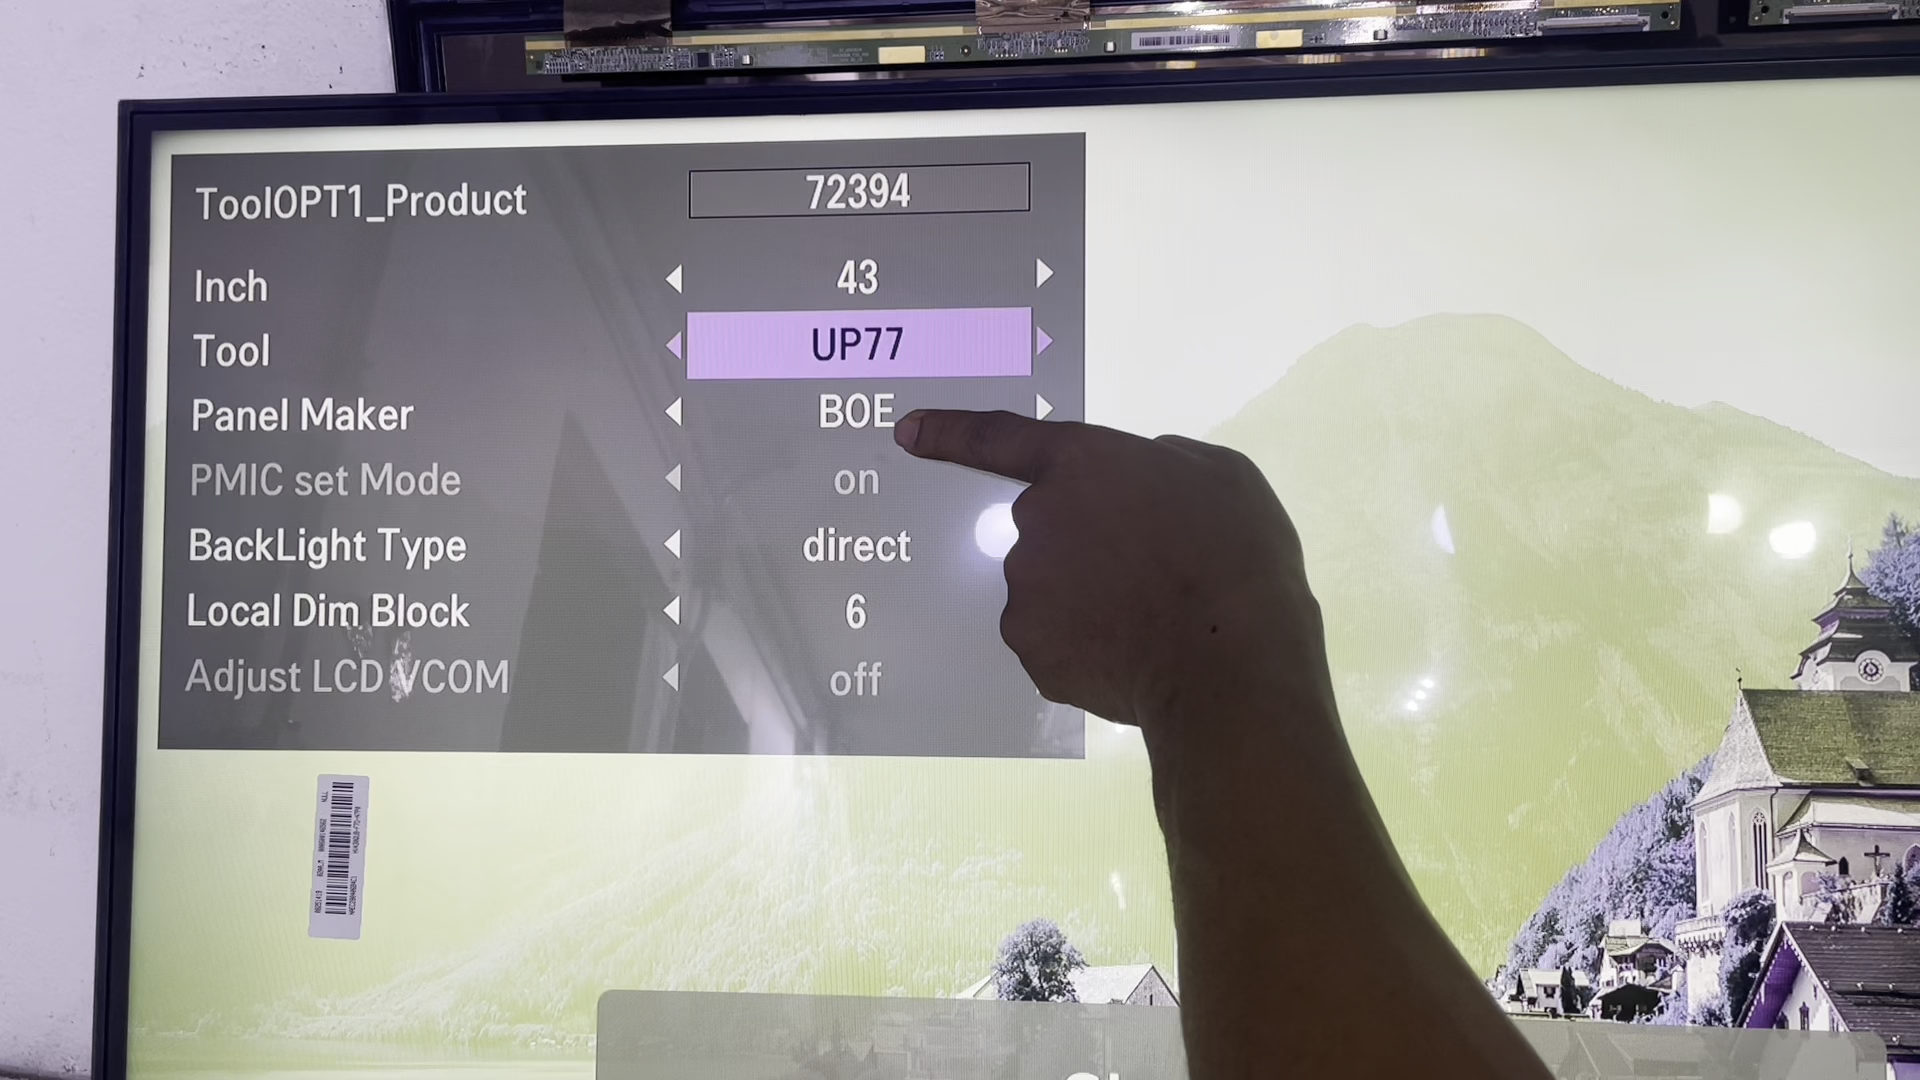 ToolOPT1_Product 72394
Inch 43
Tool UP77
Panel Maker BOE
PMIC set Mode on
BackLight Type direct
Local Dim Block 6
Adjust LCD VCOM off